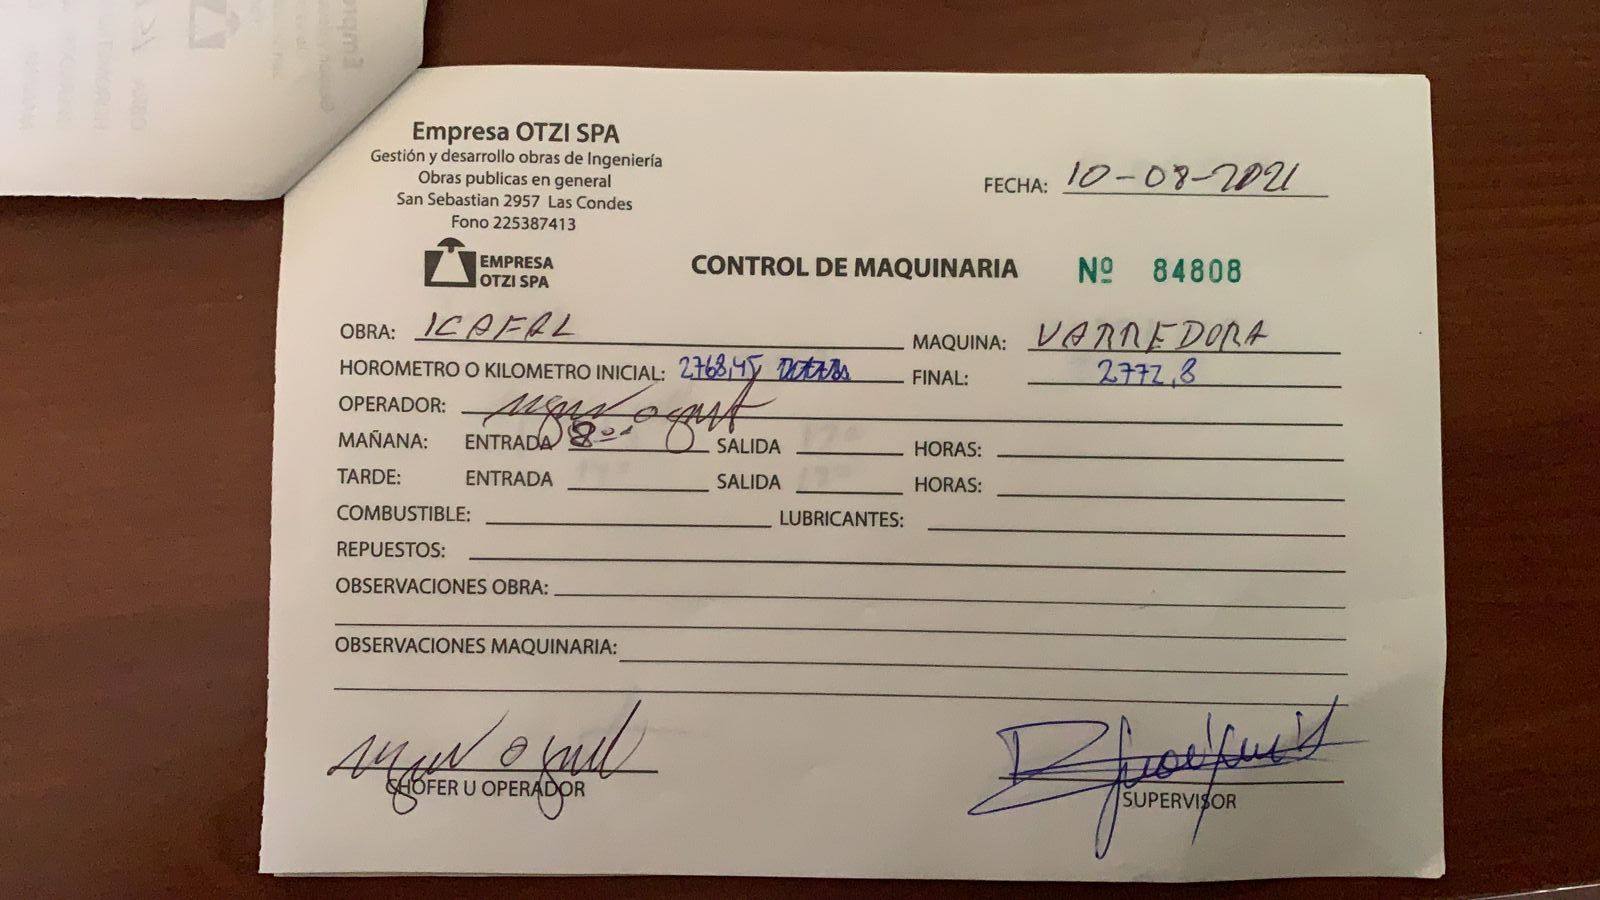 Empresa OTZI SPA
Gestión y desarrollo obras de Ingeniería
Obras publicas en general
San Sebastian 2957 Las Condes
Fono 225387413
FECHA: 10-08-2021
EMPRESA
OTZI SPA
CONTROL DE MAQUINARIA Nº 84808
OBRA: ICAFAL MAQUINA: VARREDORA
HOROMETRO O KILOMETRO INICIAL: 2768,45 FINAL: 2772,8
OPERADOR:
MAÑANA: ENTRADA 8:00 SALIDA HORAS:
TARDE: ENTRADA SALIDA HORAS:
COMBUSTIBLE: LUBRICANTES:
REPUESTOS:
OBSERVACIONES OBRA:
OBSERVACIONES MAQUINARIA:
CHOFER U OPERADOR
SUPERVISOR